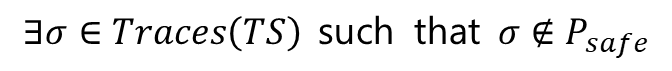 ∃σ ∈ Traces(TS) such that σ ∉ P_safe